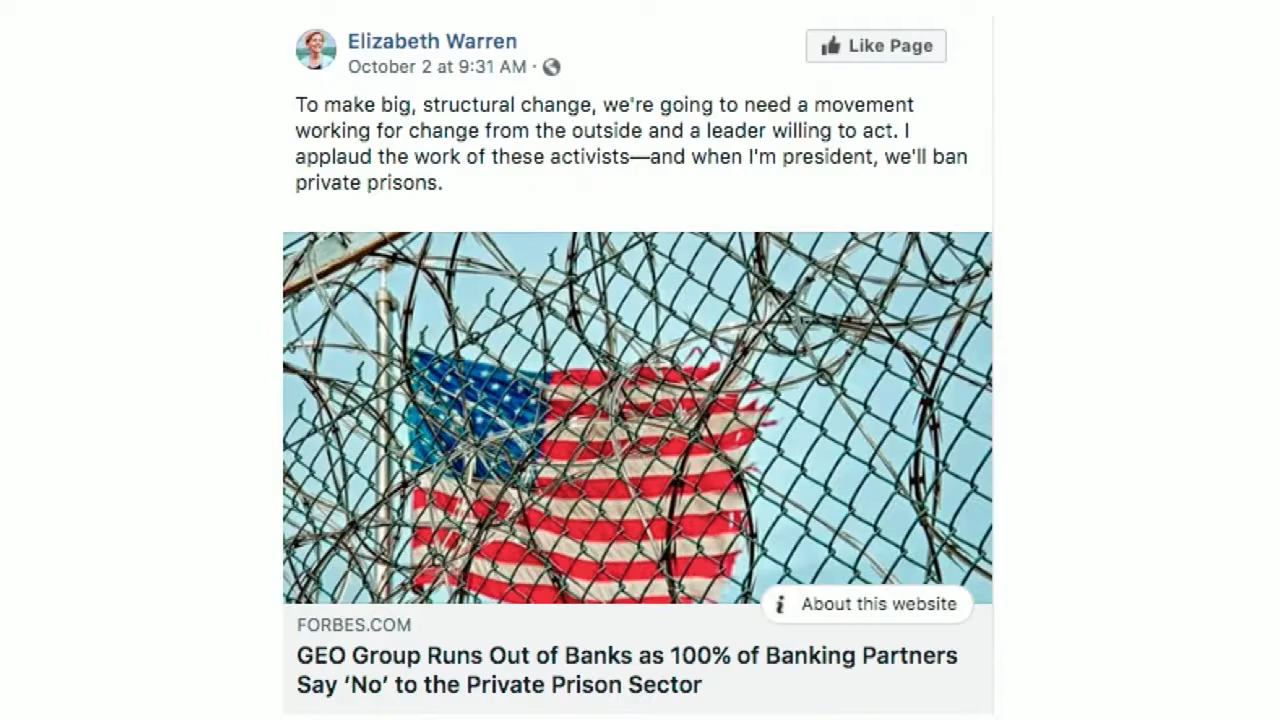 Elizabeth Warren
Like Page
October 2 at 9:31 AM ·
To make big, structural change, we're going to need a movement
working for change from the outside and a leader willing to act. I
applaud the work of these activists—and when I'm president, we'll ban
private prisons.
i About this website
FORBES.COM
GEO Group Runs Out of Banks as 100% of Banking Partners
Say ‘No’ to the Private Prison Sector